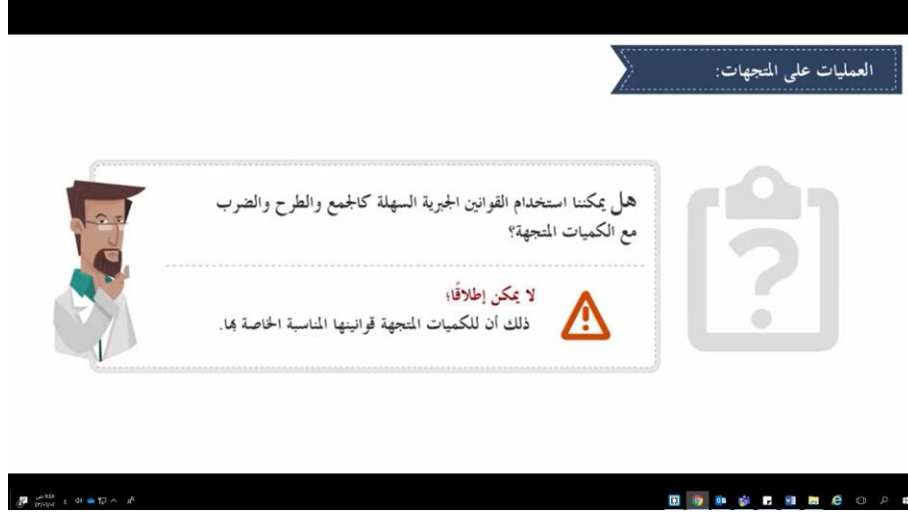 العمليات على المتجهات:
هل يمكننا استخدام القوانين الجبرية السهلة كالجمع والطرح والضرب
مع الكميات المتجهة؟
لا يمكن إطلاقًا؛
ذلك أن للكميات المتجهة قوانينها المناسبة الخاصة بها.